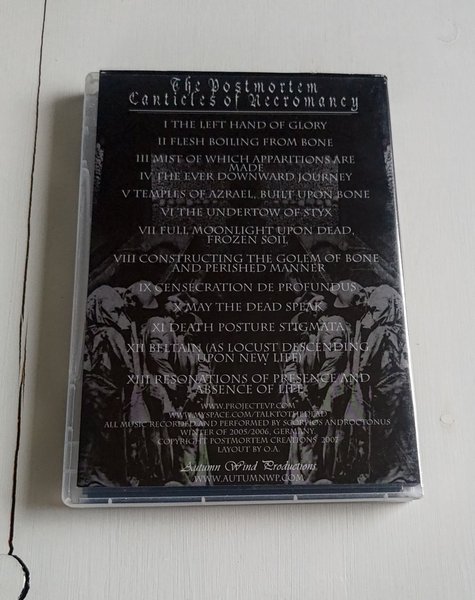 The Postmortem
Canticles of Necromancy
I THE LEFT HAND OF GLORY
II FLESH BOILING FROM BONE
III MIST OF WHICH APPARITIONS ARE
MADE
IV THE EVER DOWNWARD JOURNEY
V TEMPLES OF AZRAEL, BUILT UPON BONE
VI THE UNDERTOW OF STYX
VII FULL MOONLIGHT UPON DEAD,
FROZEN SOIL
VIII CONSTRUCTING THE GOLEM OF BONE
AND PERISHED MANNER
IX CENSECRATION DE PROFUNDUS
X MAY THE DEAD SPEAK
XI DEATH POSTURE STIGMATA
XII BELTAIN (AS LOCUST DESCENDING
UPON NEW LIFE)
XIII RESONATIONS OF PRESENCE AND
ABSENCE OF LIFE
WWW.PROJECTEVP.COM
WWW.MYSPACE.COM/TALKTOTHEDEAD
ALL MUSIC RECORDED AND PERFORMED BY SCORPIOS ANDROCTONUS
WINTER OF 2005/2006, GERMANY.
COPYRIGHT POSTMORTEM CREATIONS 2007
LAYOUT BY O.A.
Autumn Wind Productions
WWW.AUTUMNWP.COM